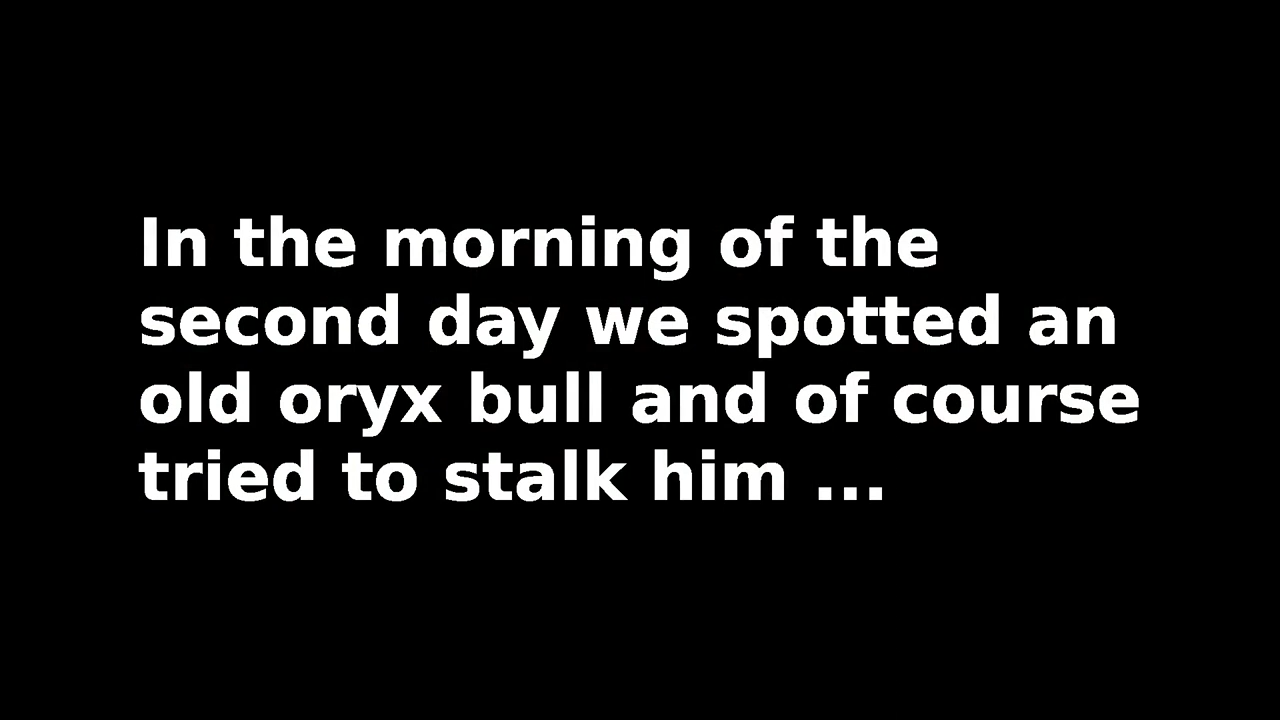 In the morning of the
second day we spotted an
old oryx bull and of course
tried to stalk him ...